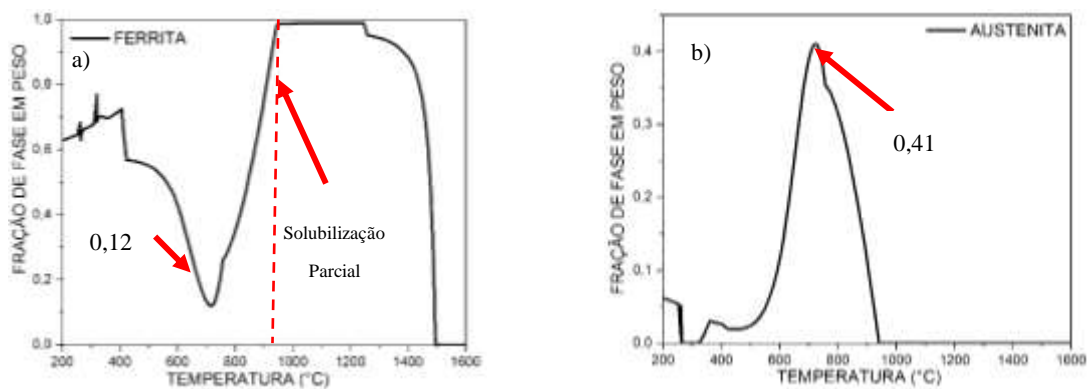 FERRITA
a)
FRAÇÃO DE FASE EM PESO
1.0
0.8
0.6
0.4
0.2
0.0
0,12
Solubilização
Parcial
200 400 600 800 1000 1200 1400 1600
TEMPERATURA (°C)
AUSTENITA
b)
FRAÇÃO DE FASE EM PESO
0.4
0.3
0.2
0.1
0.0
0,41
200 400 600 800 1000 1200 1400 1600
TEMPERATURA (°C)